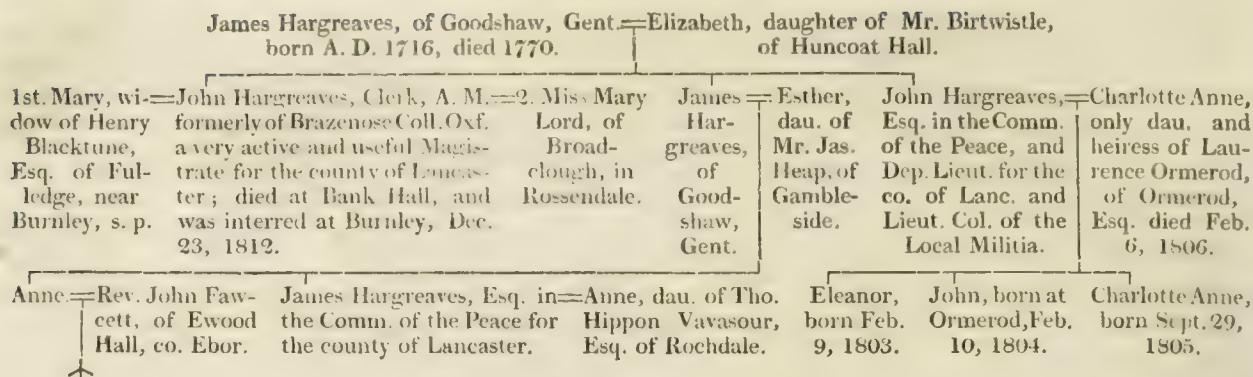 James Hargreaves, of Goodshaw, Gent.=Elizabeth, daughter of Mr. Birtwistle,
born A. D. 1716, died 1770.
of Huncoat Hall.
1st. Mary, wi-
dow of Henry
Blacktune,
Esq. of Ful-
ledge, near
Burnley, s. p.
=John Hargreaves, Clerk, A. M.=
formerly of Brazenose Coll. Oxf.
a very active and useful Magis-
trate for the county of Lancas-
ter; died at Bank Hall, and
was interred at Burnley, Dec.
23, 1812.
2. Miss Mary
Lord, of
Broad-
clough, in
Rossendale.
James=
Har-
greaves,
of
Good-
shaw,
Gent.
Esther,
dau. of
Mr. Jas.
Heap, of
Gamble-
side.
John Hargreaves,=
Esq. in the Comm.
of the Peace, and
Dep. Lieut. for the
co. of Lanc. and
Lieut. Col. of the
Local Militia.
Charlotte Anne,
only dau. and
heiress of Lau-
rence Ormerod,
of Ormerod,
Esq. died Feb.
6, 1806.
Anne.=
Rev. John Faw-
cett, of Ewood
Hall, co. Ebor.
James Hargreaves, Esq. in=
the Comm. of the Peace for
the county of Lancaster.
Anne, dau. of Tho.
Hippon Vavasour,
Esq. of Rochdale.
Eleanor,
born Feb.
9, 1803.
John, born at
Ormerod, Feb.
10, 1804.
Charlotte Anne,
born Sept. 29,
1805.